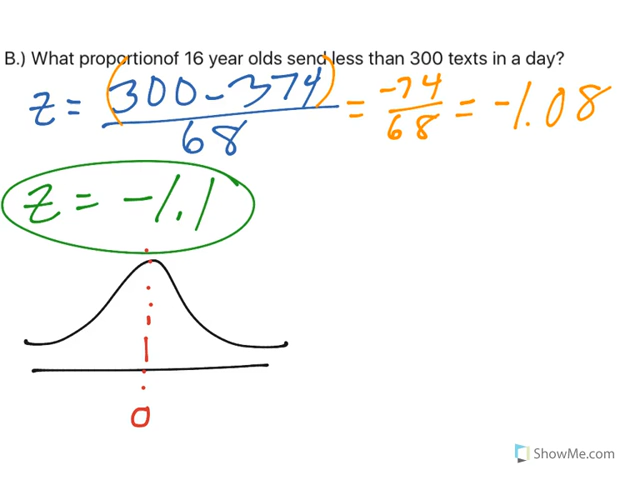 B.) What proportionof 16 year olds send less than 300 texts in a day?
z = (300 - 374) / 68 = -74 / 68 = -1.08
z = -1.1
0
ShowMe.com